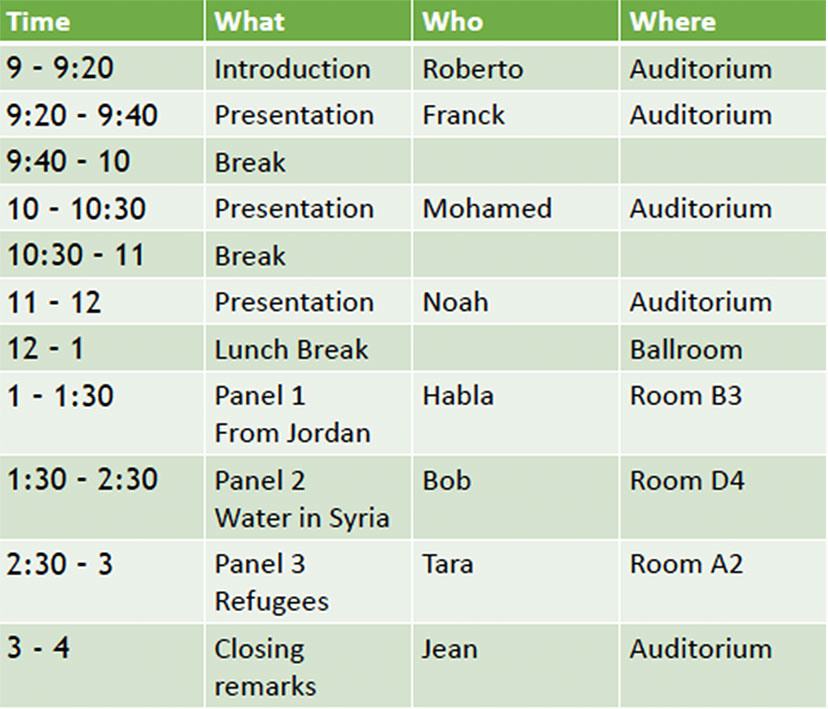 Time What Who Where
9 - 9:20 Introduction Roberto Auditorium
9:20 - 9:40 Presentation Franck Auditorium
9:40 - 10 Break
10 - 10:30 Presentation Mohamed Auditorium
10:30 - 11 Break
11 - 12 Presentation Noah Auditorium
12 - 1 Lunch Break Ballroom
1 - 1:30 Panel 1 Habla Room B3
From Jordan
1:30 - 2:30 Panel 2 Bob Room D4
Water in Syria
2:30 - 3 Panel 3 Tara Room A2
Refugees
3 - 4 Closing Jean Auditorium
remarks